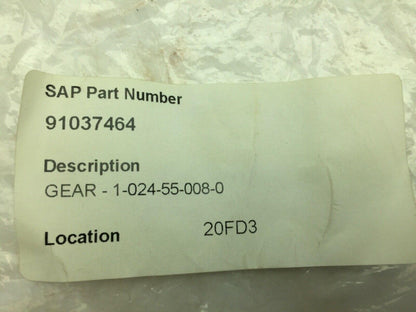 SAP Part Number
91037464
Description
GEAR - 1-024-55-008-0
Location 20FD3